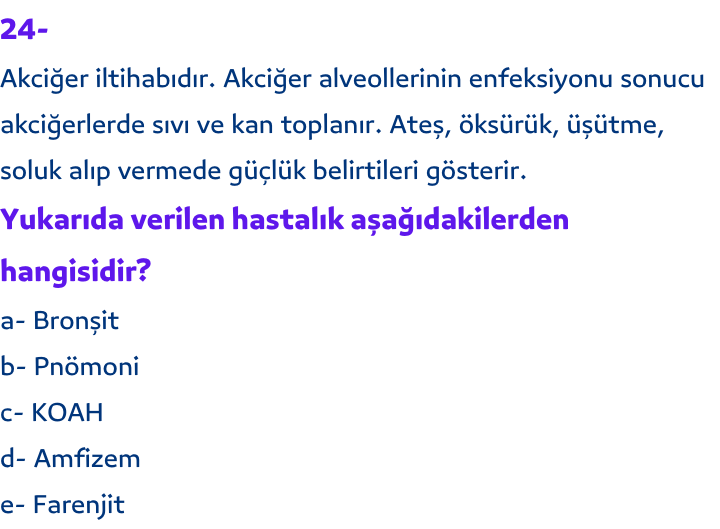 24-
Akciğer iltihabıdır. Akciğer alveollerinin enfeksiyonu sonucu
akciğerlerde sıvı ve kan toplanır. Ateş, öksürük, üşütme,
soluk alıp vermede güçlük belirtileri gösterir.
Yukarıda verilen hastalık aşağıdakilerden
hangisidir?
a- Bronşit
b- Pnömoni
c- KOAH
d- Amfizem
e- Farenjit